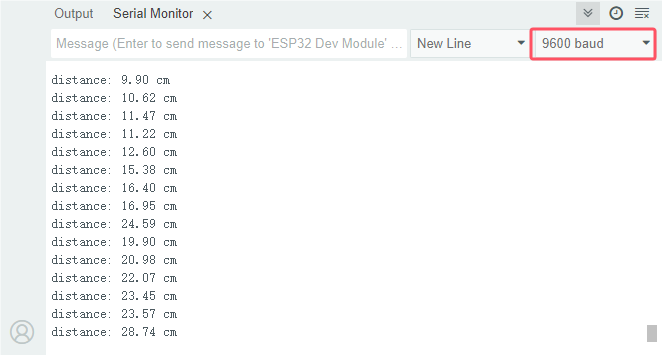 Output Serial Monitor
Message (Enter to send message to 'ESP32 Dev Module' ... New Line 9600 baud
distance: 9.90 cm
distance: 10.62 cm
distance: 11.47 cm
distance: 11.22 cm
distance: 12.60 cm
distance: 15.38 cm
distance: 16.40 cm
distance: 16.95 cm
distance: 24.59 cm
distance: 19.90 cm
distance: 20.98 cm
distance: 22.07 cm
distance: 23.45 cm
distance: 23.57 cm
distance: 28.74 cm